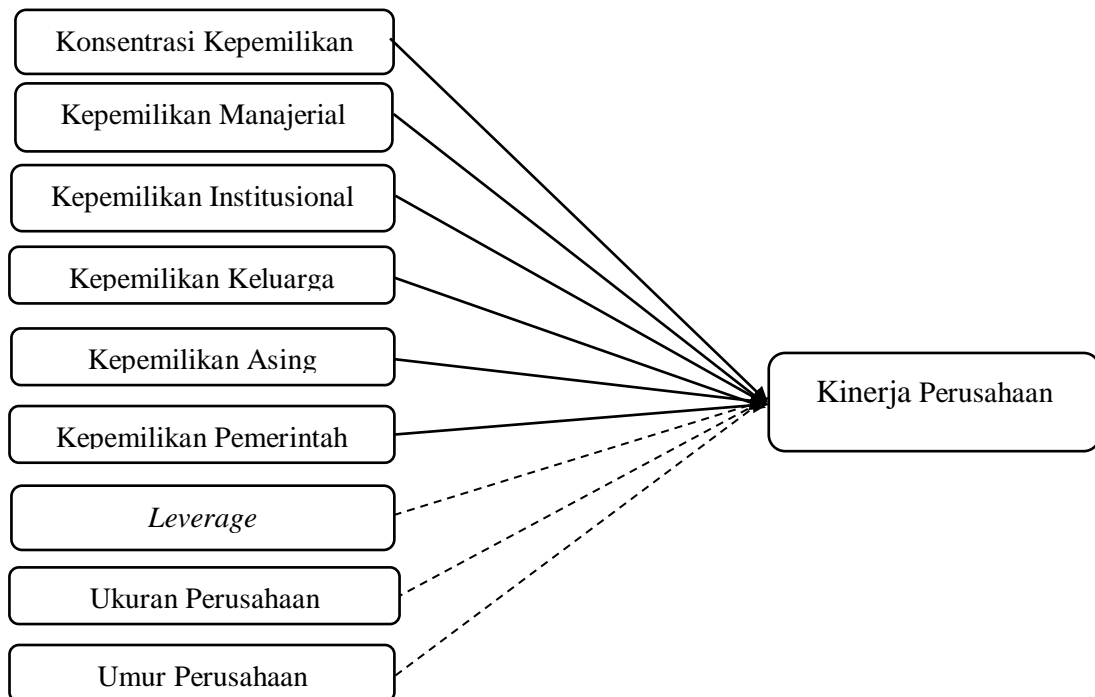 Konsentrasi Kepemilikan
Kepemilikan Manajerial
Kepemilikan Institusional
Kepemilikan Keluarga
Kepemilikan Asing
Kepemilikan Pemerintah
Leverage
Ukuran Perusahaan
Umur Perusahaan
Kinerja Perusahaan